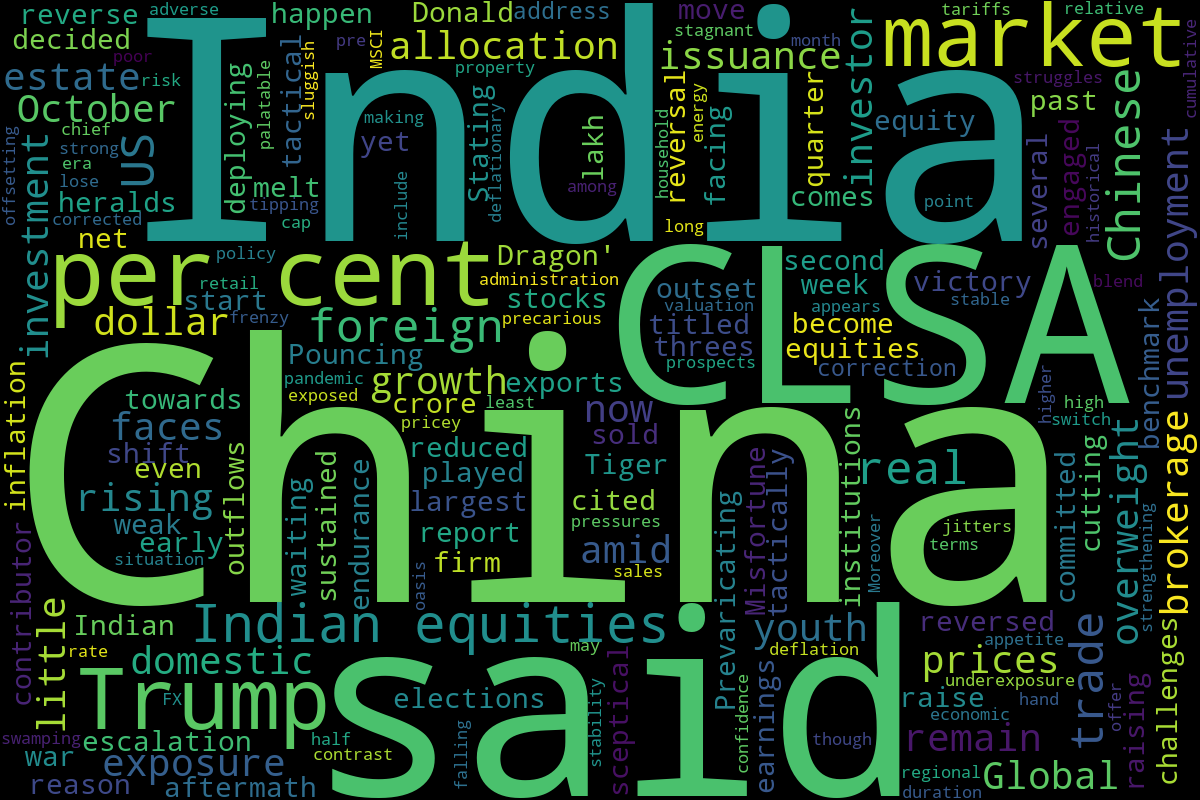 reverse
adverse
happen
Donald
address
move
tariffs
relative
decided
poor
pre
MSCI
stagnant
month
India
market
estate
risk
tactical
sluggish
allocation
issuance
investor
struggles
cumulative
October
US
deploying
palatable
property
energy
Chinese
past
offsetting
chief
strong
era
lose
making
yet
Stating
deflationary
lakh
household
reversal
facing
quarter
equity
several
engaged
historical
unemployment
investment
heralds
corrected
melt
tipping
cap
include
among
long
comes
point
net
policy
per cent
Dragon'
CLSA
second
victory
blend
retail
administration
outset
week
stable
start
frenzy
stocks
valuation
appears
dollar
foreign
precarious
titled
become
benchmark
inflation
China
Pouncing
threes
equities
correction
pandemic
growth
exports
prospects
higher
high
switch
towards
exposed
crore
least
now
real
overweight
brokerage
faces
pricey
sold
shift
outflows
reduced
institutions
cutting
even
played
Tiger
Misfortune
tactically
committed
rising
waiting
sustained
endurance
largest
cited
Prevaricating
jitters
weak
report
pressures
Moreover
terms
strengthening
early
firm
amid
situation
oasis
sales
contributor
little
Indian
Indian equities
said
youth
reversed
challenges
rate
may
deflation
appetite
domestic
sceptical
earnings
prices
underexposure
Trump
FX
elections
stability
confidence
raise
hand
offer
trade
raising
economic
swamping
escalation
half
contrast
falling
though
remain
war
exposure
regional
Global
reason
aftermath
duration